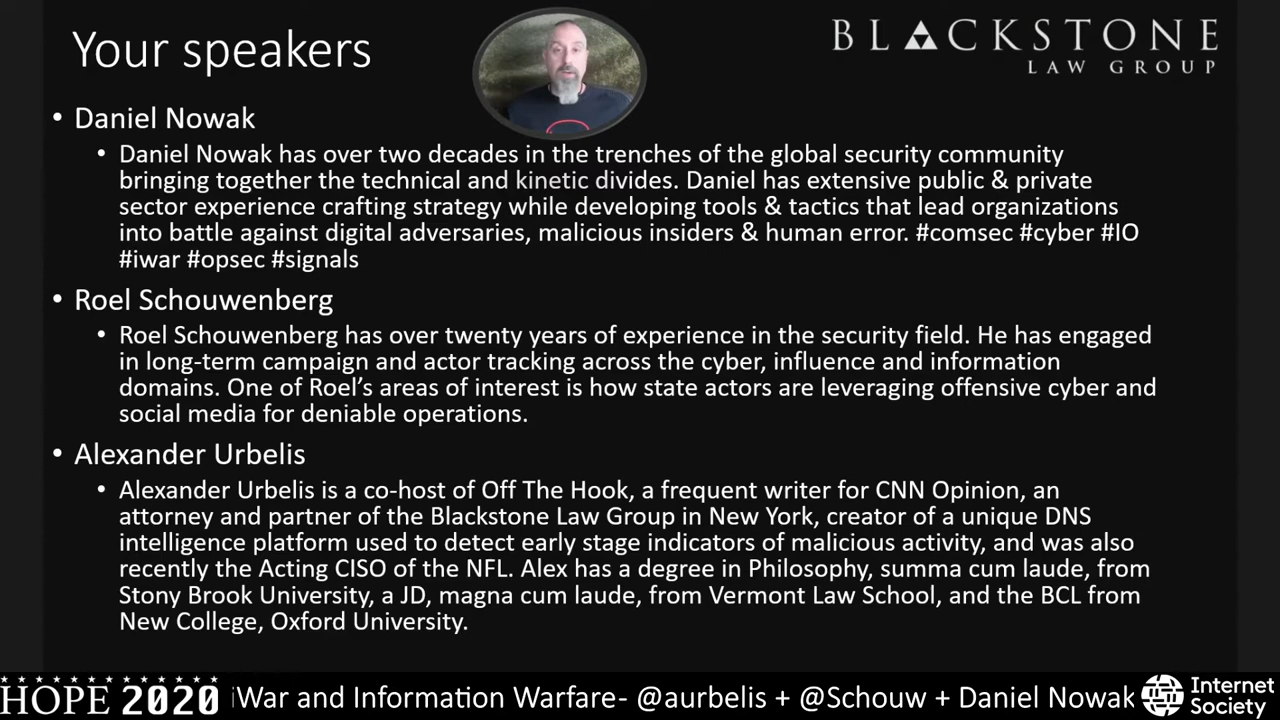 Your speakers
BLACKSTONE
LAW GROUP
• Daniel Nowak
• Daniel Nowak has over two decades in the trenches of the global security community
bringing together the technical and kinetic divides. Daniel has extensive public & private
sector experience crafting strategy while developing tools & tactics that lead organizations
into battle against digital adversaries, malicious insiders & human error. #comsec #cyber #IO
#iwar #opsec #signals
• Roel Schouwenberg
• Roel Schouwenberg has over twenty years of experience in the security field. He has engaged
in long-term campaign and actor tracking across the cyber, influence and information
domains. One of Roel’s areas of interest is how state actors are leveraging offensive cyber and
social media for deniable operations.
• Alexander Urbelis
• Alexander Urbelis is a co-host of Off The Hook, a frequent writer for CNN Opinion, an
attorney and partner of the Blackstone Law Group in New York, creator of a unique DNS
intelligence platform used to detect early stage indicators of malicious activity, and was also
recently the Acting CISO of the NFL. Alex has a degree in Philosophy, summa cum laude, from
Stony Brook University, a JD, magna cum laude, from Vermont Law School, and the BCL from
New College, Oxford University.
HOPE 2020
iWar and Information Warfare- @aurbelis + @Schouw + Daniel Nowak
Internet
Society